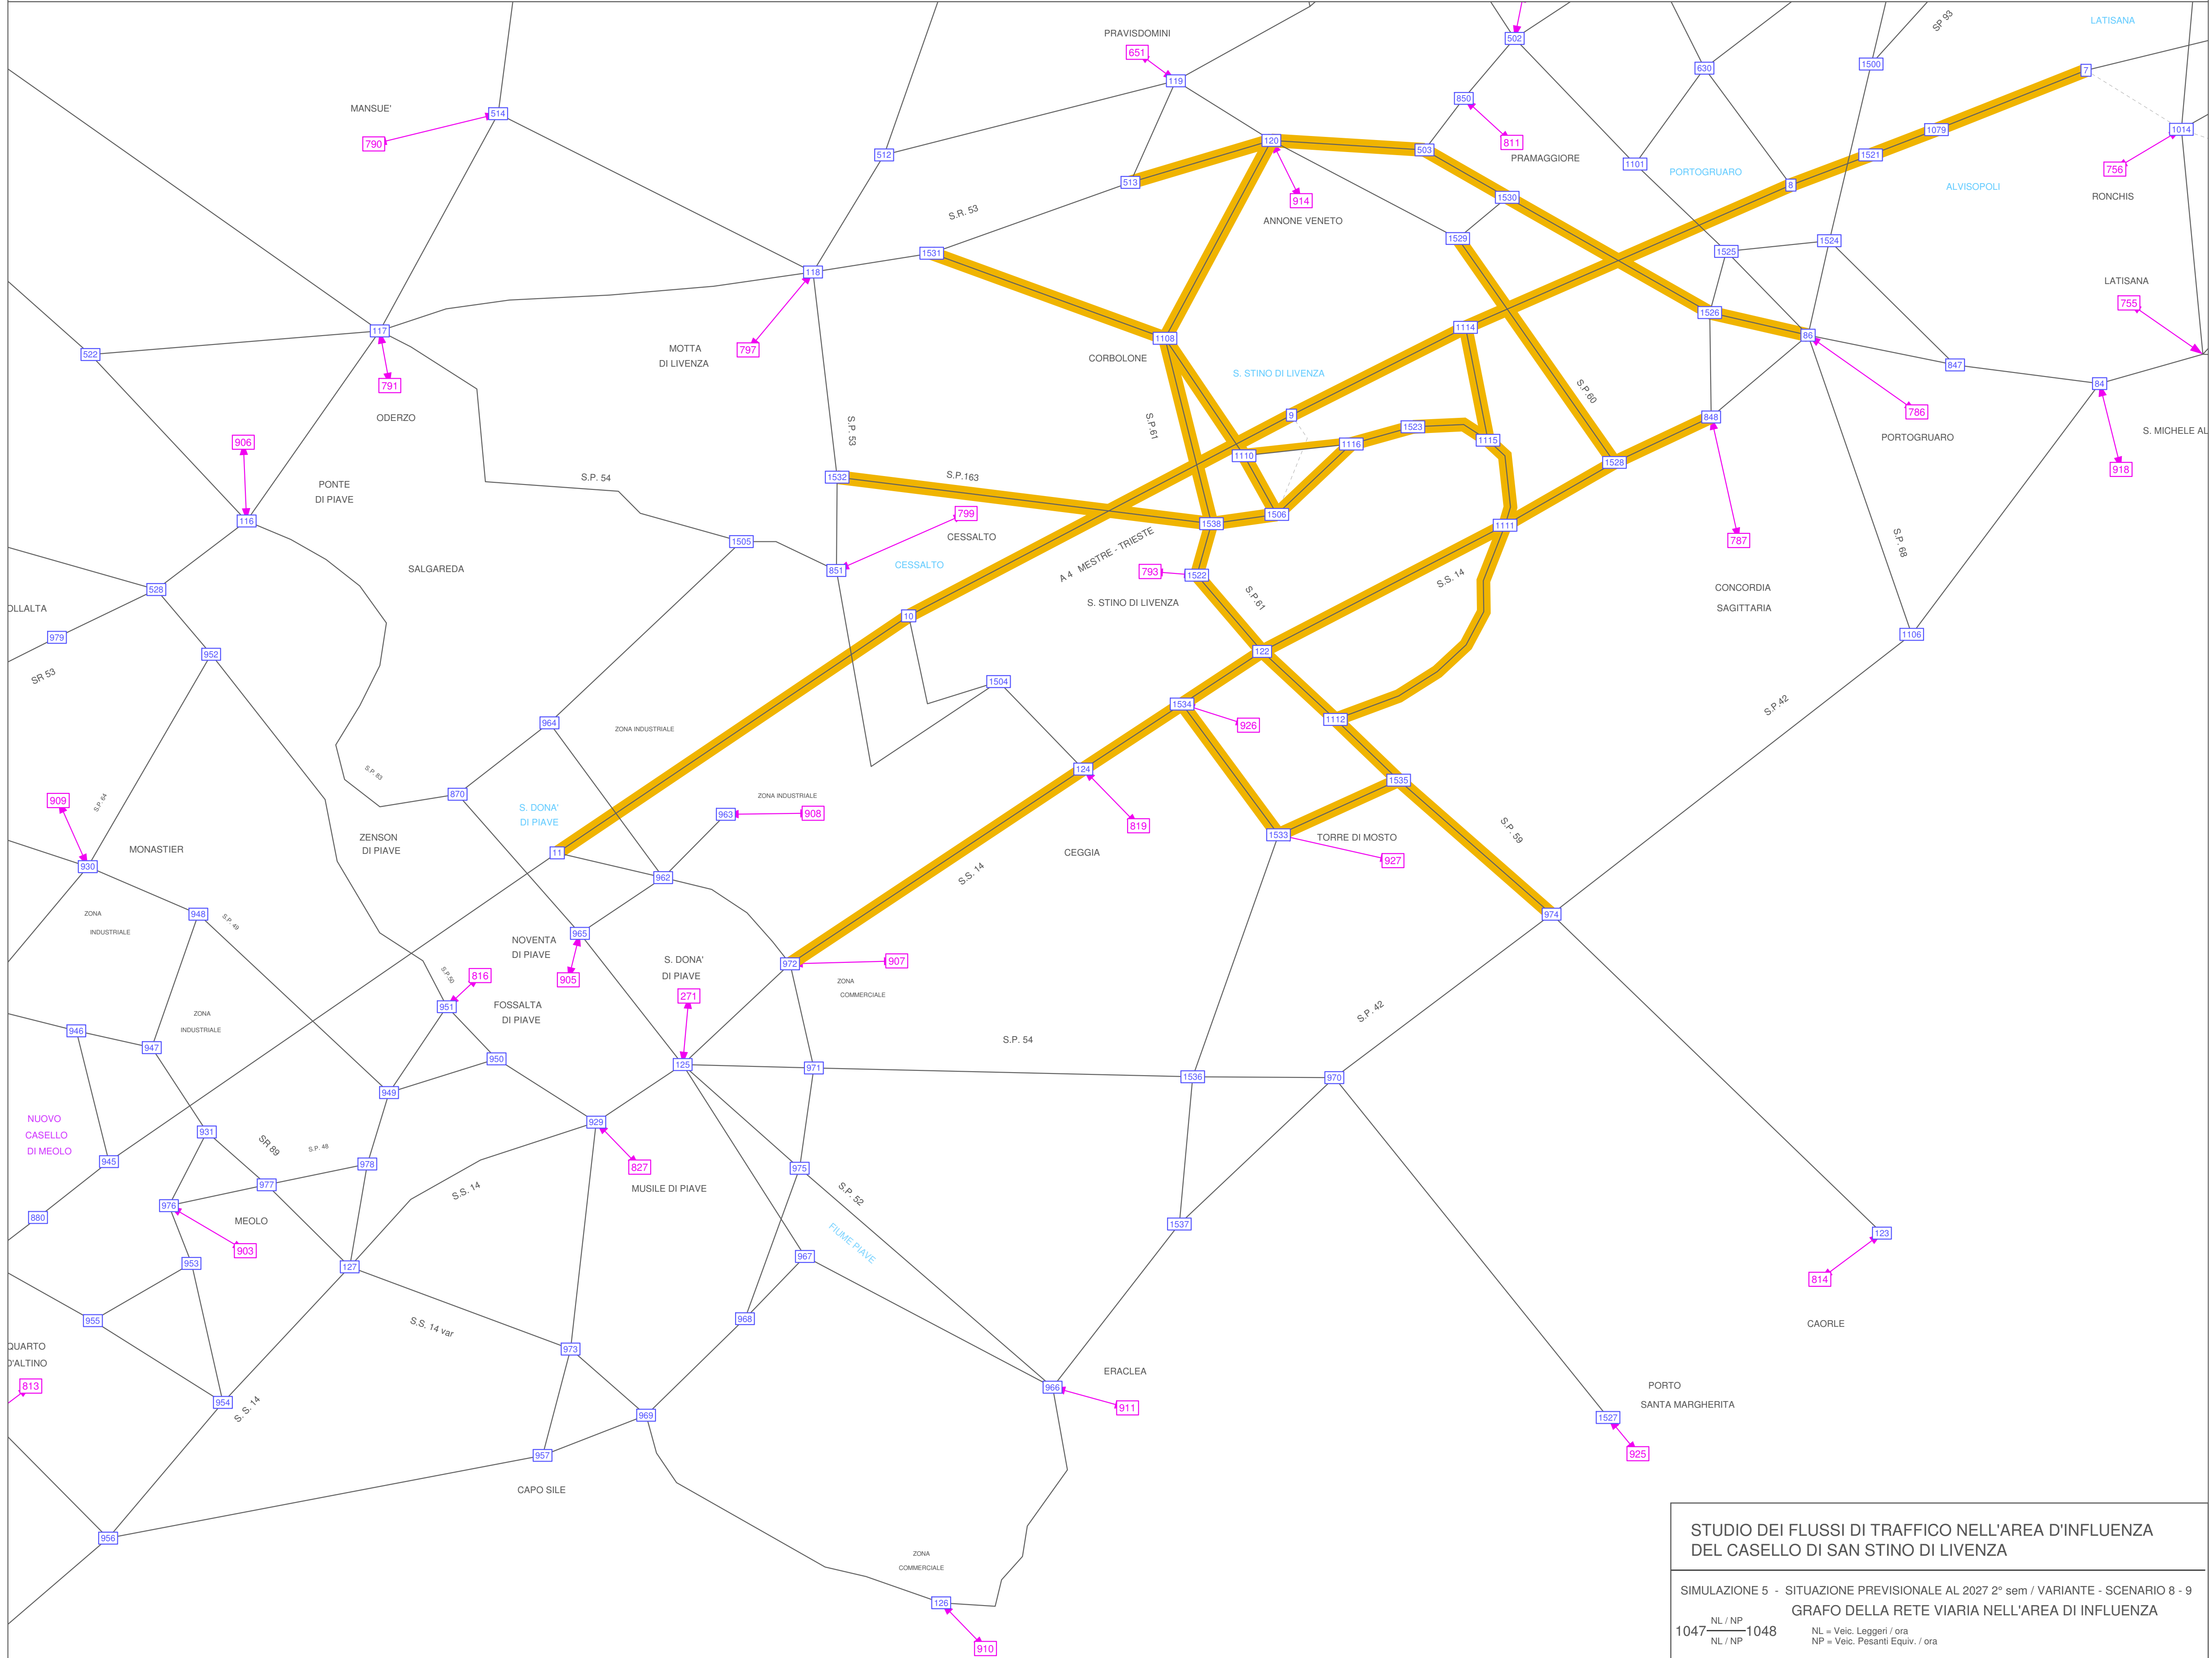 LATISANA
SP 93
PRAVISDOMINI
651
502
119
630
1500
7
MANSUE'
514
790
850
811
PRAMAGGIORE
1079
1014
512
120
503
1521
1101
PORTOGRUARO
756
513
8
ALVISOPOLI
RONCHIS
914
1530
S.R. 53
ANNONE VENETO
1529
1524
1525
1531
118
LATISANA
755
1526
117
522
1114
86
1108
MOTTA
DI LIVENZA
797
CORBOLONE
847
S. STINO DI LIVENZA
84
791
ODERZO
S.P.60
9
848
786
S.P. 53
S.P.61
1523
S. MICHELE AL
906
1116
1115
PORTOGRUARO
1110
1528
918
1532
S.P.163
S.P. 54
PONTE
DI PIAVE
799
1506
116
1538
1111
CESSALTO
787
S.P. 68
1505
A 4 MESTRE - TRIESTE
CESSALTO
851
SALGAREDA
793
1522
S.S. 14
528
CONCORDIA
SAGITTARIA
OLLALTA
S. STINO DI LIVENZA
S.P.61
10
979
1106
952
122
SR 53
1504
1534
S.P.42
1112
926
964
ZONA INDUSTRIALE
S.P. 83
124
1535
870
ZONA INDUSTRIALE
909
S.P. 64
S. DONA'
DI PIAVE
963
908
819
S.P. 59
1533
TORRE DI MOSTO
ZENSON
DI PIAVE
MONASTIER
11
CEGGIA
927
930
962
S.S. 14
ZONA
INDUSTRIALE
948
S.P. 49
974
965
NOVENTA
DI PIAVE
S. DONA'
DI PIAVE
972
907
S.P.50
816
905
ZONA
COMMERCIALE
271
951
FOSSALTA
DI PIAVE
S.P. 42
ZONA
INDUSTRIALE
946
947
S.P. 54
950
125
971
1536
970
949
NUOVO
CASELLO
DI MEOLO
929
931
SR 89
S.P. 48
945
978
827
975
977
S.S. 14
MUSILE DI PIAVE
S.P. 52
976
880
MEOLO
FIUME PIAVE
1537
123
903
967
953
127
814
955
968
S.S. 14 var
CAORLE
QUARTO
D'ALTINO
973
ERACLEA
813
966
PORTO
SANTA MARGHERITA
954
S. S. 14
911
969
1527
957
925
CAPO SILE
956
ZONA
COMMERCIALE
126
910
STUDIO DEI FLUSSI DI TRAFFICO NELL'AREA D'INFLUENZA
DEL CASELLO DI SAN STINO DI LIVENZA
SIMULAZIONE 5 - SITUAZIONE PREVISIONALE AL 2027 2° sem / VARIANTE - SCENARIO 8 - 9
GRAFO DELLA RETE VIARIA NELL'AREA DI INFLUENZA
NL / NP
1047 1048
NL / NP
NL = Veic. Leggeri / ora
NP = Veic. Pesanti Equiv. / ora